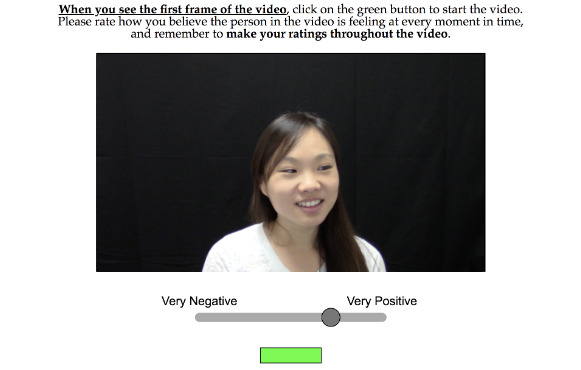 When you see the first frame of the video, click on the green button to start the video.
Please rate how you believe the person in the video is feeling at every moment in time,
and remember to make your ratings throughout the video.
Very Negative Very Positive